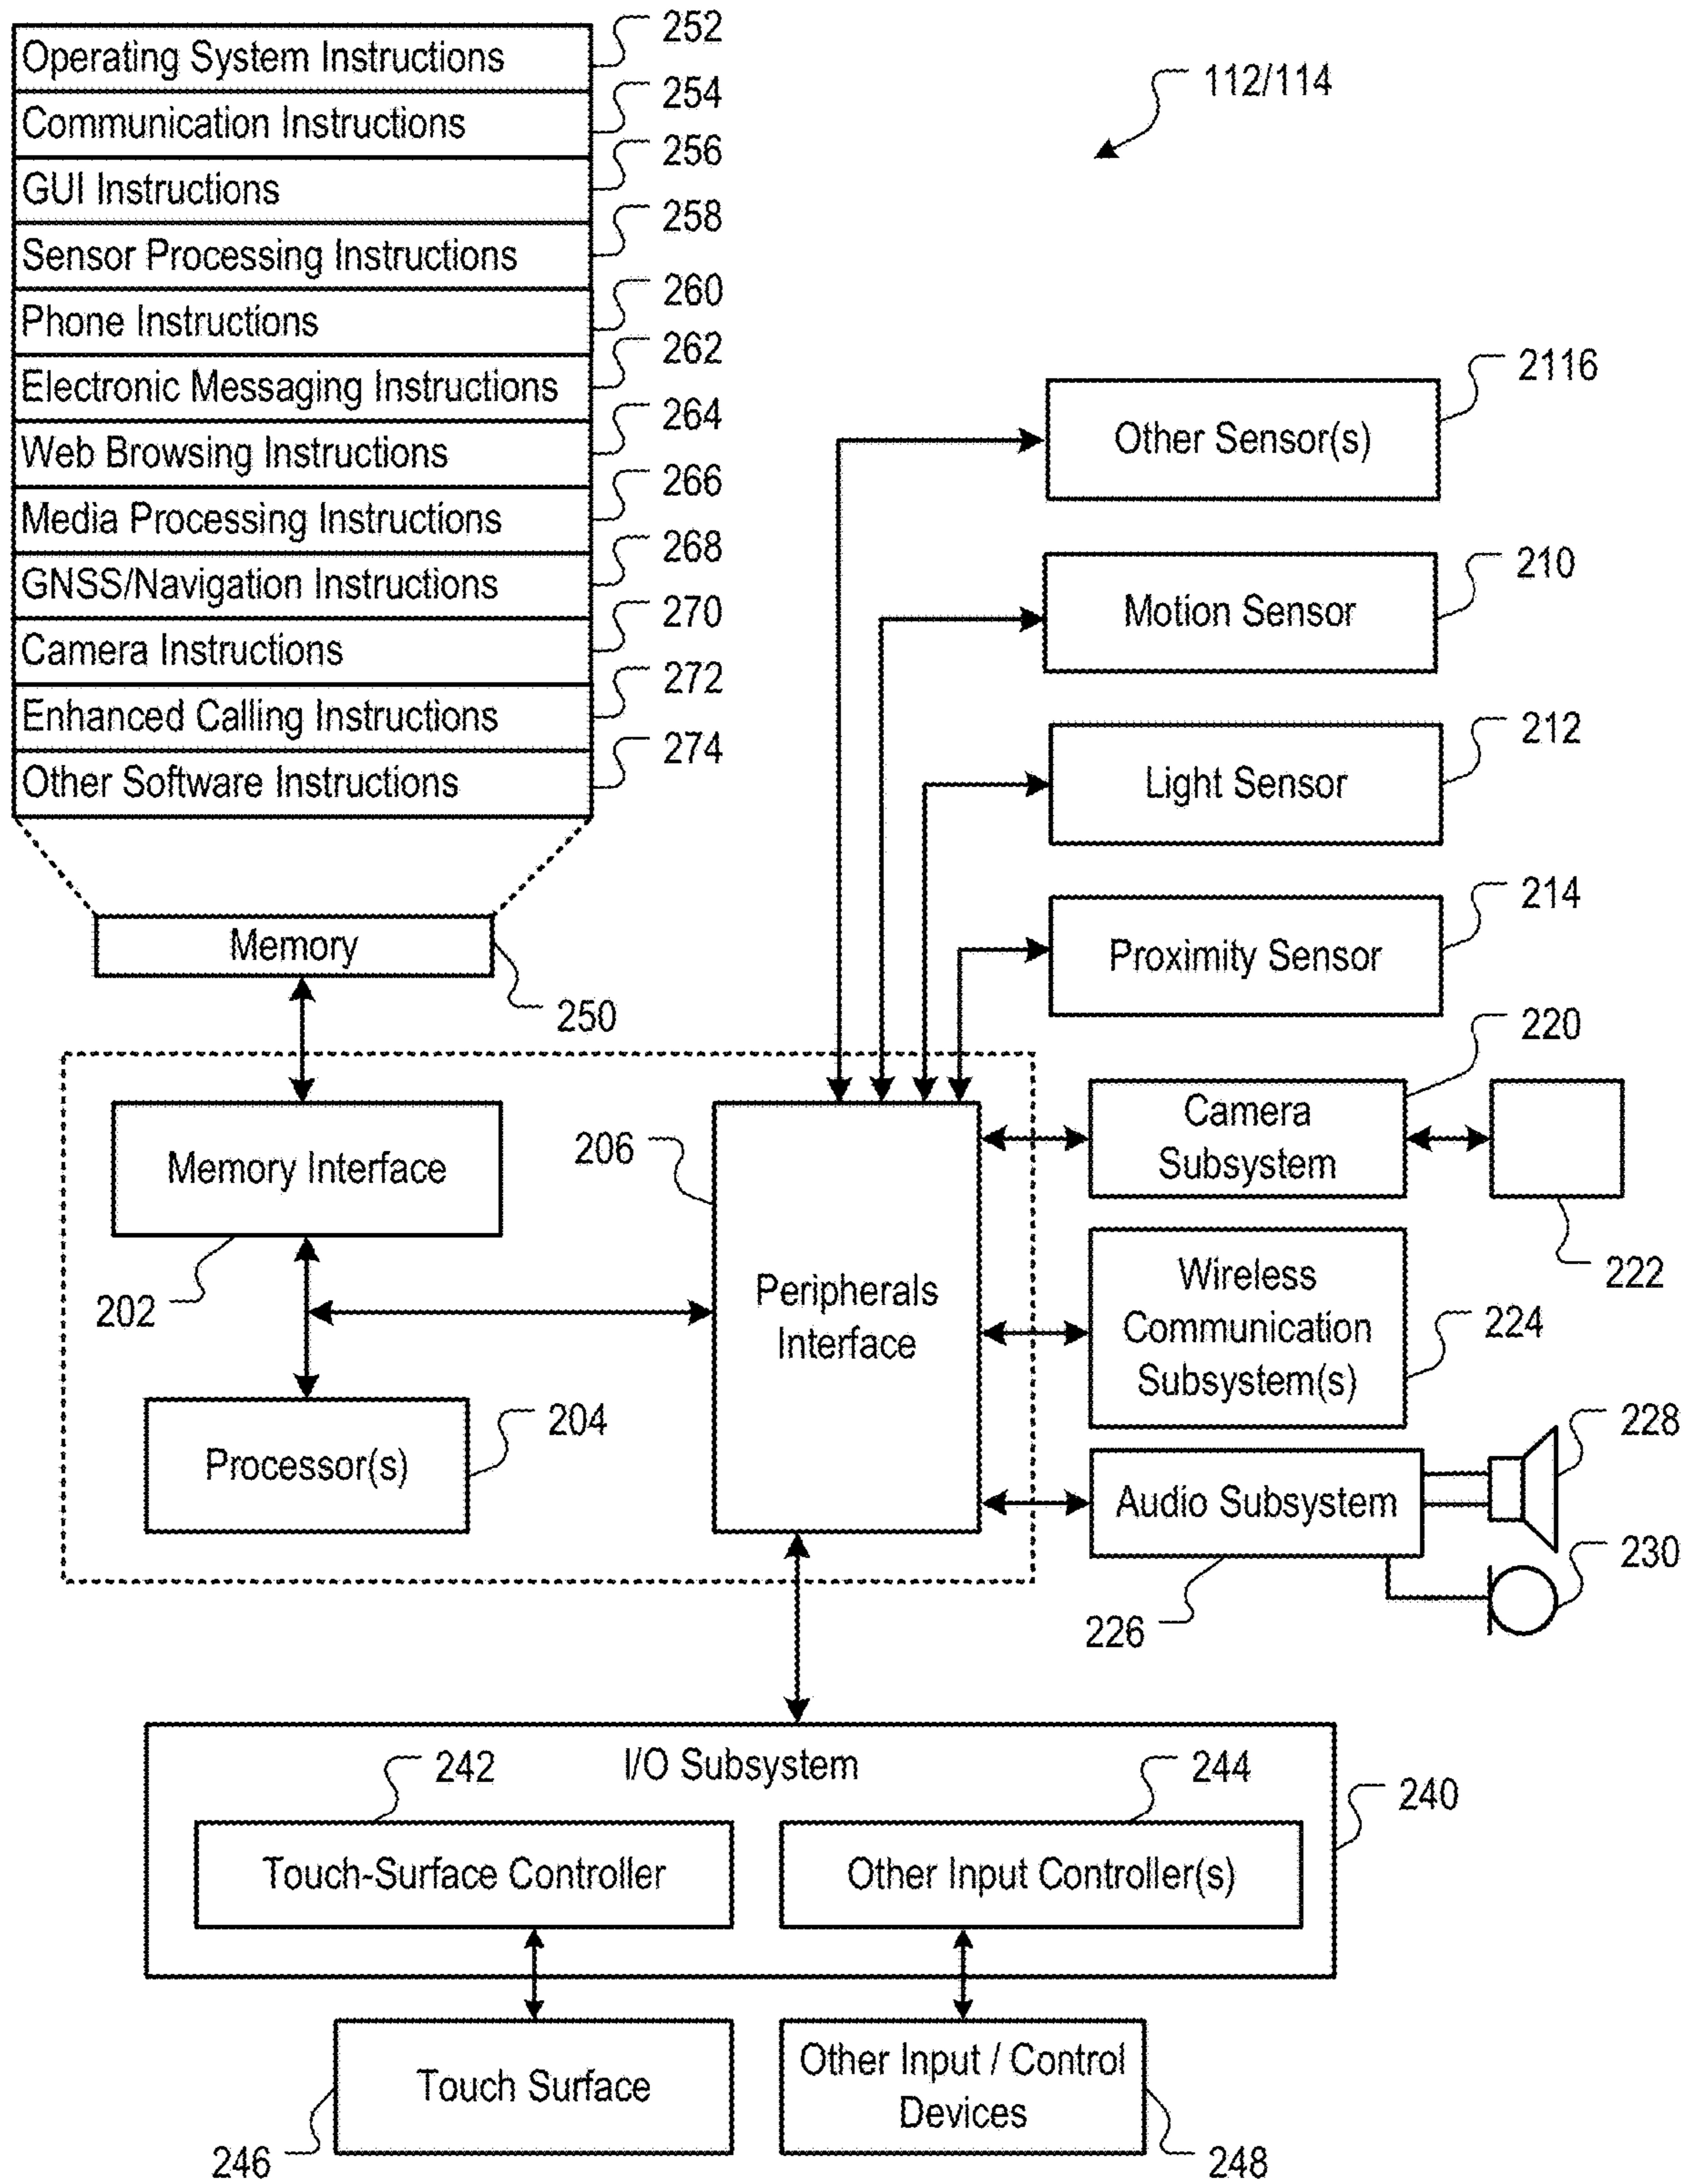 Operating System Instructions 252
Communication Instructions 254
GUI Instructions 256
Sensor Processing Instructions 258
Phone Instructions 260
Electronic Messaging Instructions 262
Web Browsing Instructions 264
Media Processing Instructions 266
GNSS/Navigation Instructions 268
Camera Instructions 270
Enhanced Calling Instructions 272
Other Software Instructions 274
112/114
Memory
250
Other Sensor(s)
2116
Motion Sensor
210
Light Sensor
212
Proximity Sensor
214
Memory Interface
202
Processor(s)
204
206
Peripherals
Interface
Camera
Subsystem
220
222
Wireless
Communication
Subsystem(s)
224
Audio Subsystem
226
228
230
I/O Subsystem
240
242
Touch-Surface Controller
244
Other Input Controller(s)
Touch Surface
246
Other Input / Control
Devices
248